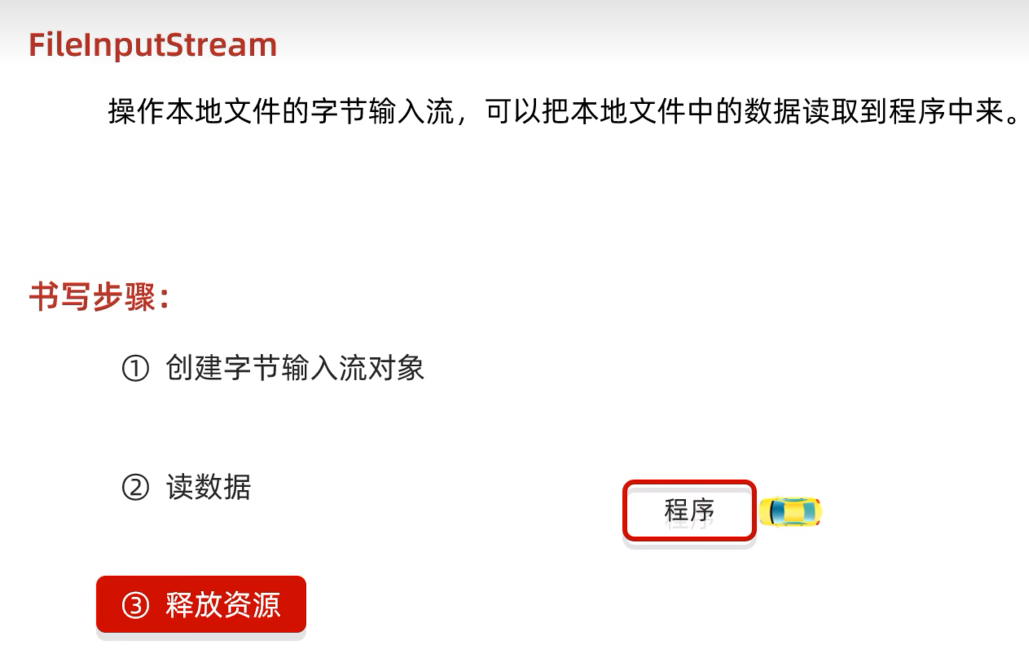 FileInputStream
操作本地文件的字节输入流，可以把本地文件中的数据读取到程序中来。
书写步骤：
① 创建字节输入流对象
② 读数据
程序
③ 释放资源